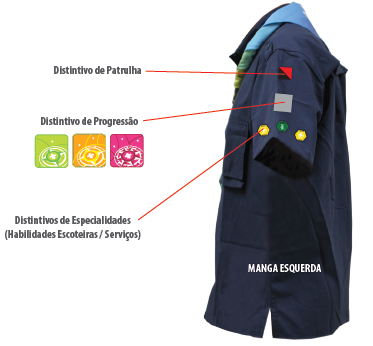 Distintivo de Patrulha
Distintivo de Progressão
Distintivos de Especialidades
(Habilidades Escoteiras / Serviços)
MANGA ESQUERDA